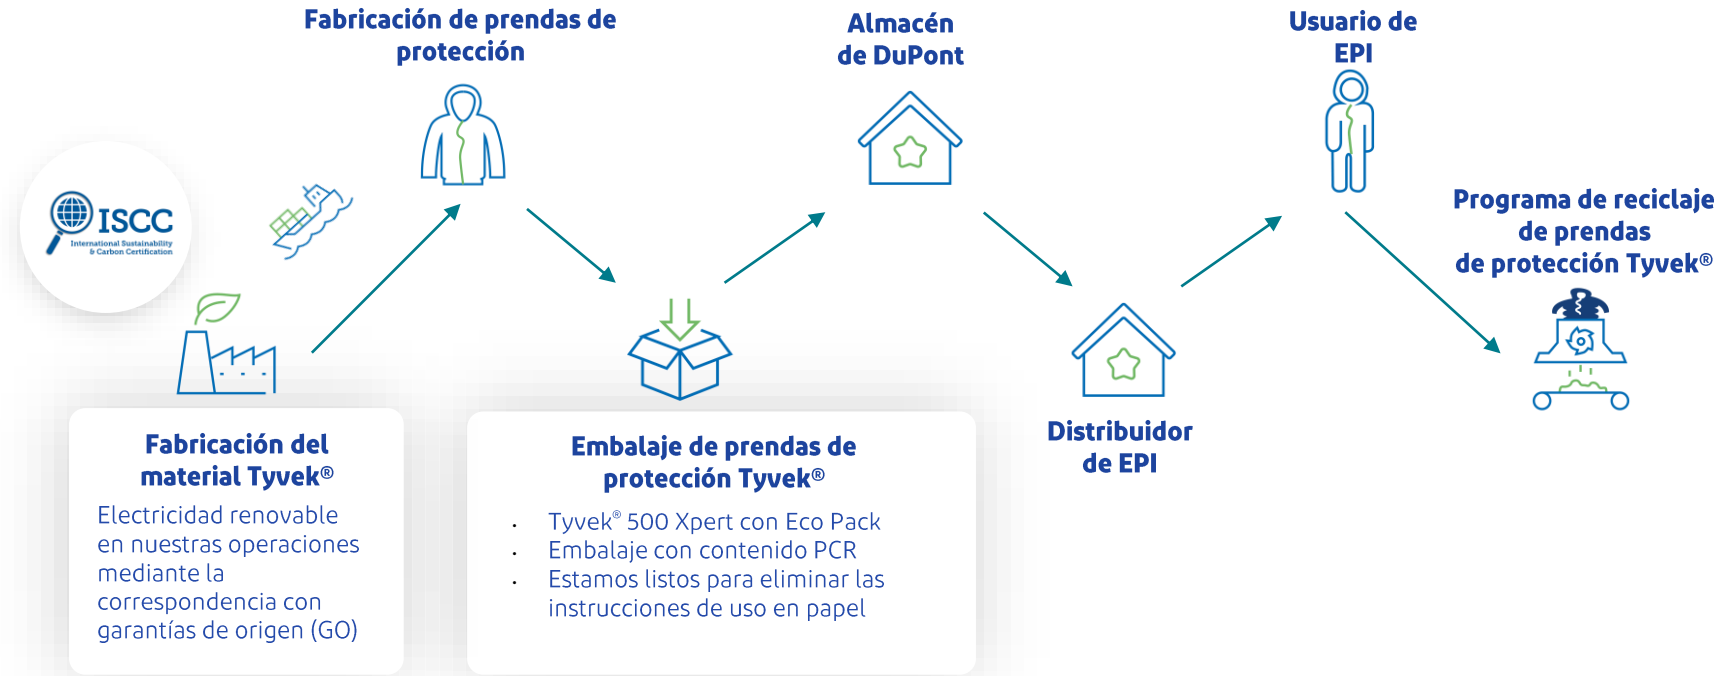 Fabricación de prendas de
protección
Almacén
de DuPont
Usuario de
EPI
ISCC
International Sustainability
& Carbon Certification
Programa de reciclaje
de prendas
de protección Tyvek®
Fabricación del
material Tyvek®
Electricidad renovable
en nuestras operaciones
mediante la
correspondencia con
garantías de origen (GO)
Embalaje de prendas de
protección Tyvek®
• Tyvek® 500 Xpert con Eco Pack
• Embalaje con contenido PCR
• Estamos listos para eliminar las
instrucciones de uso en papel
Distribuidor
de EPI